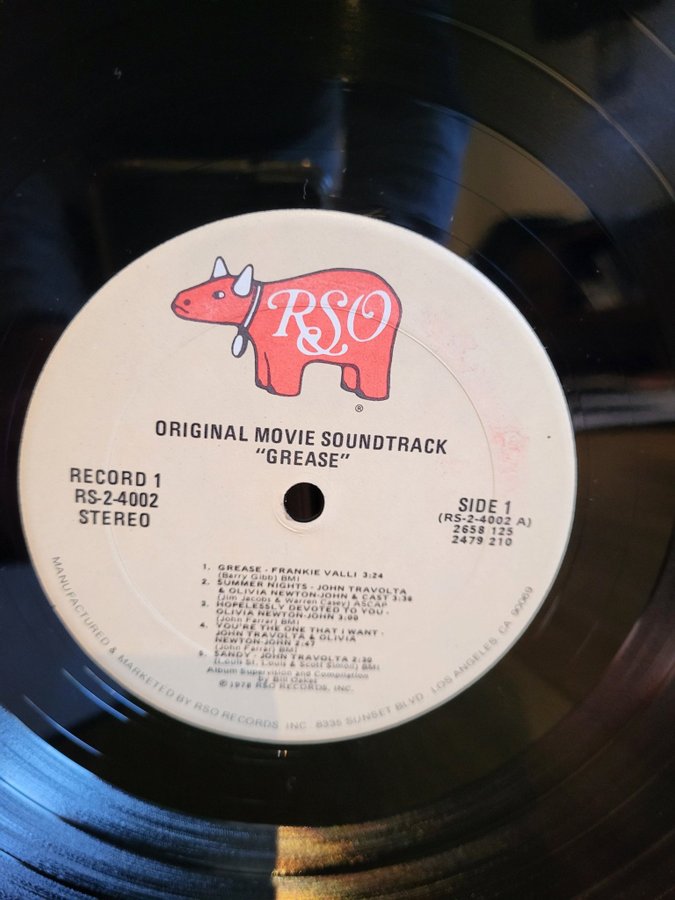 RSO
®
ORIGINAL MOVIE SOUNDTRACK
"GREASE"
RECORD 1
RS-2-4002
STEREO
SIDE 1
(RS-2-4002 A)
2658 125
2479 210
1. GREASE - FRANKIE VALLI 3:24
(Barry Gibb) BMI
2. SUMMER NIGHTS - JOHN TRAVOLTA
& OLIVIA NEWTON-JOHN & CAST 3:36
(Jim Jacobs & Warren Casey) ASCAP
3. HOPELESSLY DEVOTED TO YOU -
OLIVIA NEWTON-JOHN 3:00
(John Farrar) BMI
4. YOU'RE THE ONE THAT I WANT -
JOHN TRAVOLTA & OLIVIA
NEWTON-JOHN 2:47
(John Farrar) BMI
5. SANDY - JOHN TRAVOLTA 2:30
(Louis St. Louis & Scott Simon) BMI
Album Supervision and Compilation
by Bill Oakes
℗ 1978 RSO RECORDS, INC.
MANUFACTURED & MARKETED BY RSO RECORDS, INC. 8335 SUNSET BLVD. LOS ANGELES, CA. 90069